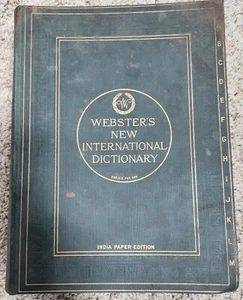 W
WEBSTER'S
NEW
INTERNATIONAL
DICTIONARY
INDIA PAPER EDITION
B
C
D
E
F
G
H
I
J
K
L
M